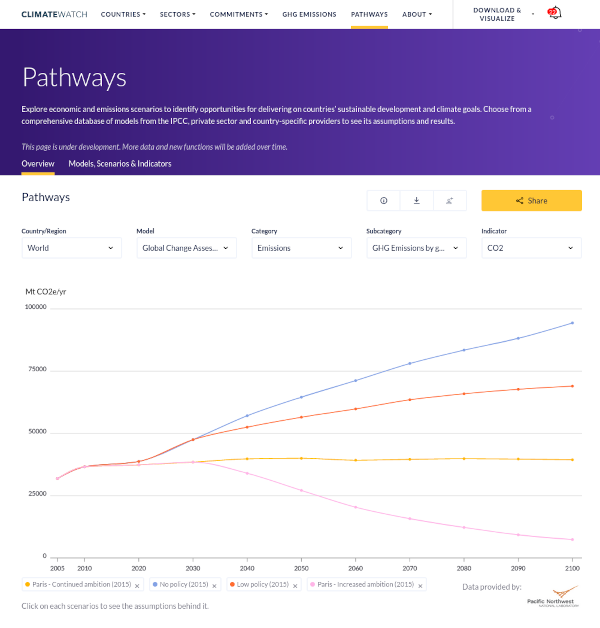 CLIMATEWATCH COUNTRIES SECTORS COMMITMENTS GHG EMISSIONS PATHWAYS ABOUT DOWNLOAD & VISUALIZE 22
Pathways
Explore economic and emissions scenarios to identify opportunities for delivering on countries' sustainable development and climate goals. Choose from a
comprehensive database of models from the IPCC, private sector and country-specific providers to see its assumptions and results.
This page is under development. More data and new functions will be added over time.
Overview Models, Scenarios & Indicators
Pathways Share
Country/Region Model Category Subcategory Indicator
World Global Change Asses... Emissions GHG Emissions by g... CO2
Mt CO2e/yr
100000
75000
50000
25000
0
2005 2010 2020 2030 2040 2050 2060 2070 2080 2090 2100
Paris - Continued ambition (2015) No policy (2015) Low policy (2015) Paris - Increased ambition (2015) Data provided by:
Pacific Northwest
NATIONAL LABORATORY
Click on each scenarios to see the assumptions behind it.